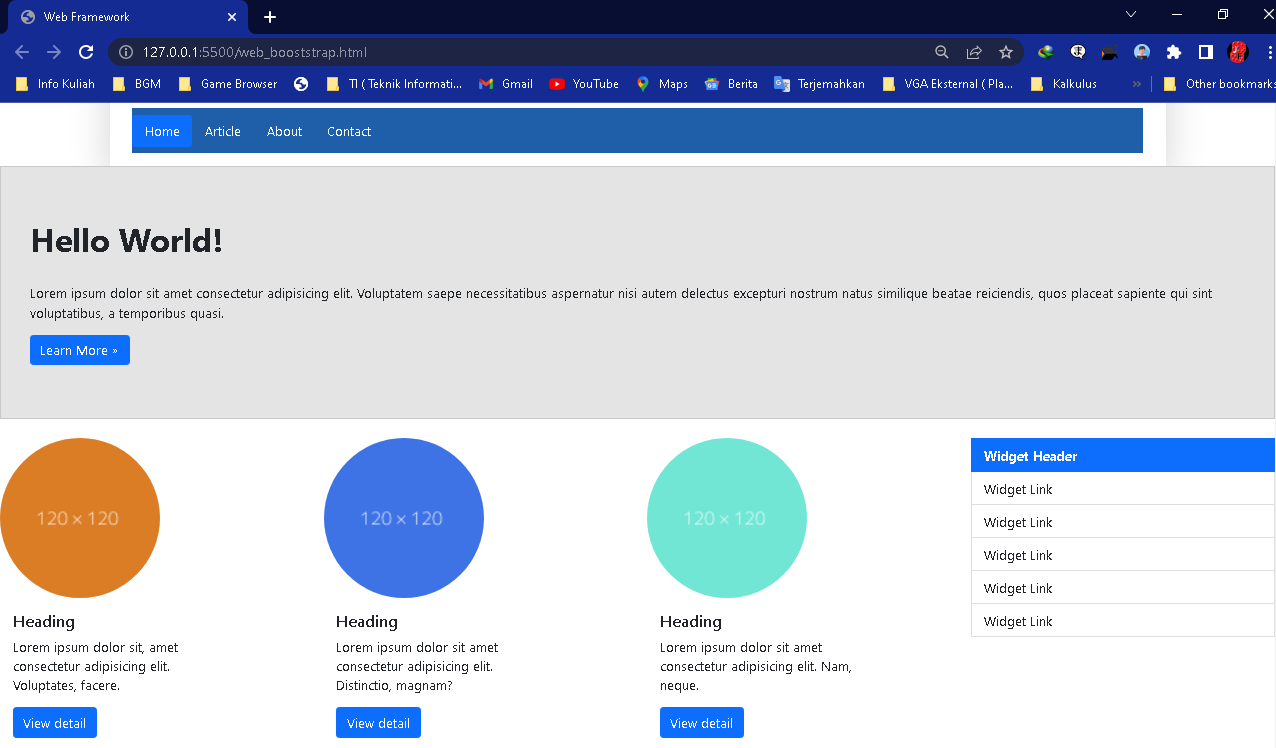 Web Framework
127.0.0.1:5500/web_booststrap.html
Info Kuliah BGM Game Browser TI ( Teknik Informati... Gmail YouTube Maps Berita Terjemahkan VGA Eksternal ( Pla... Kalkulus » Other bookmarks
Home Article About Contact
Hello World!
Lorem ipsum dolor sit amet consectetur adipisicing elit. Voluptatem saepe necessitatibus aspernatur nisi autem delectus excepturi nostrum natus similique beatae reiciendis, quos placeat sapiente qui sint
voluptatibus, a temporibus quasi.
Learn More »
120 × 120
Heading
Lorem ipsum dolor sit, amet
consectetur adipisicing elit.
Voluptates, facere.
View detail
120 × 120
Heading
Lorem ipsum dolor sit amet
consectetur adipisicing elit.
Distinctio, magnam?
View detail
120 × 120
Heading
Lorem ipsum dolor sit amet
consectetur adipisicing elit. Nam,
neque.
View detail
Widget Header
Widget Link
Widget Link
Widget Link
Widget Link
Widget Link